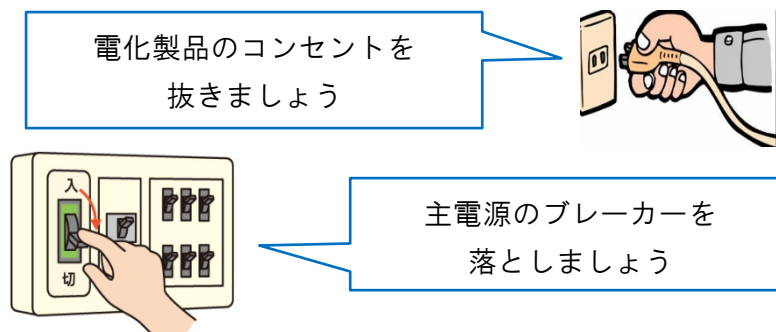 電化製品のコンセントを
抜きましょう
入
切
主電源のブレーカーを
落としましょう